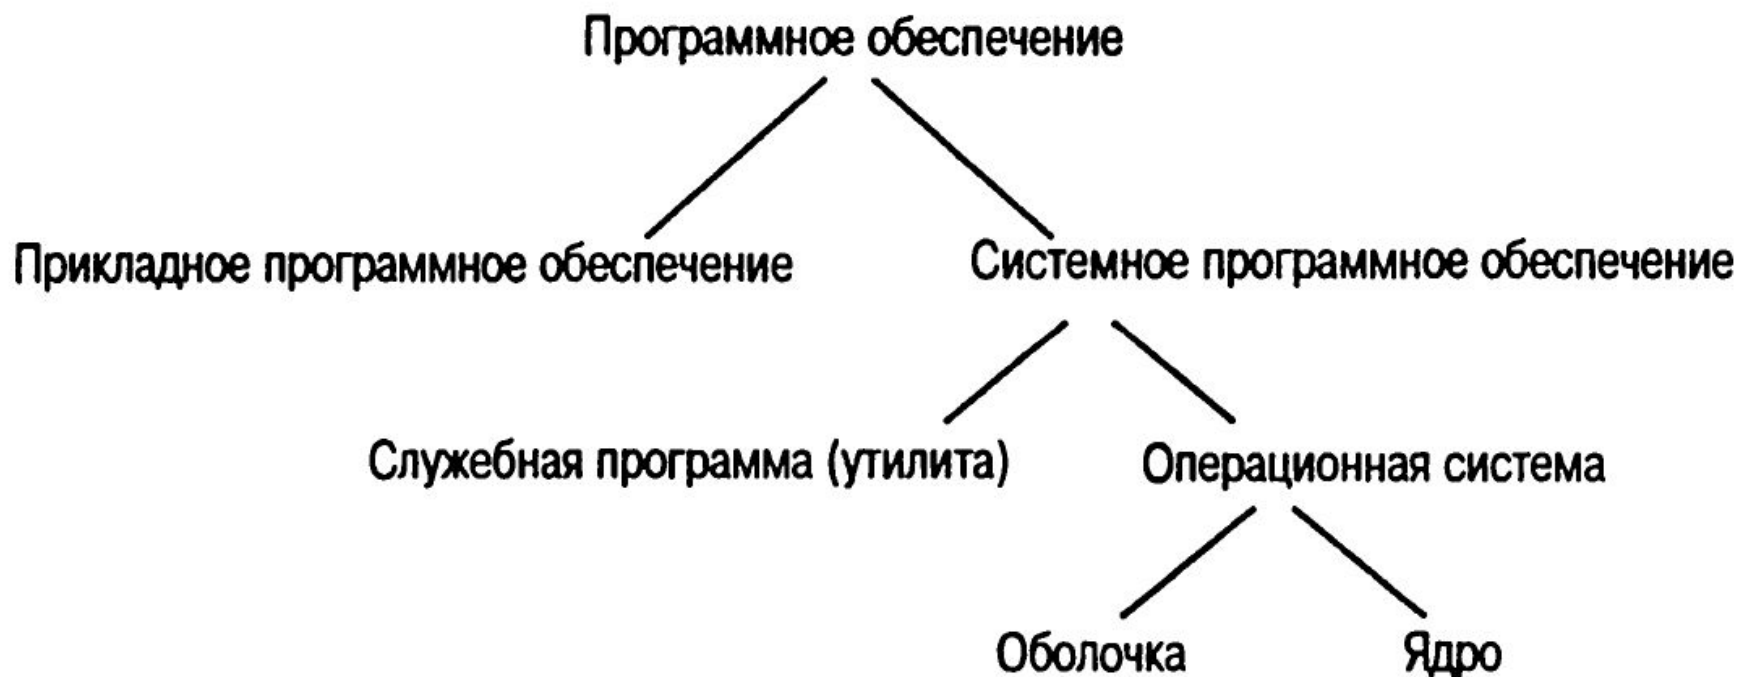 Программное обеспечение
Прикладное программное обеспечение
Системное программное обеспечение
Служебная программа (утилита)
Операционная система
Оболочка
Ядро